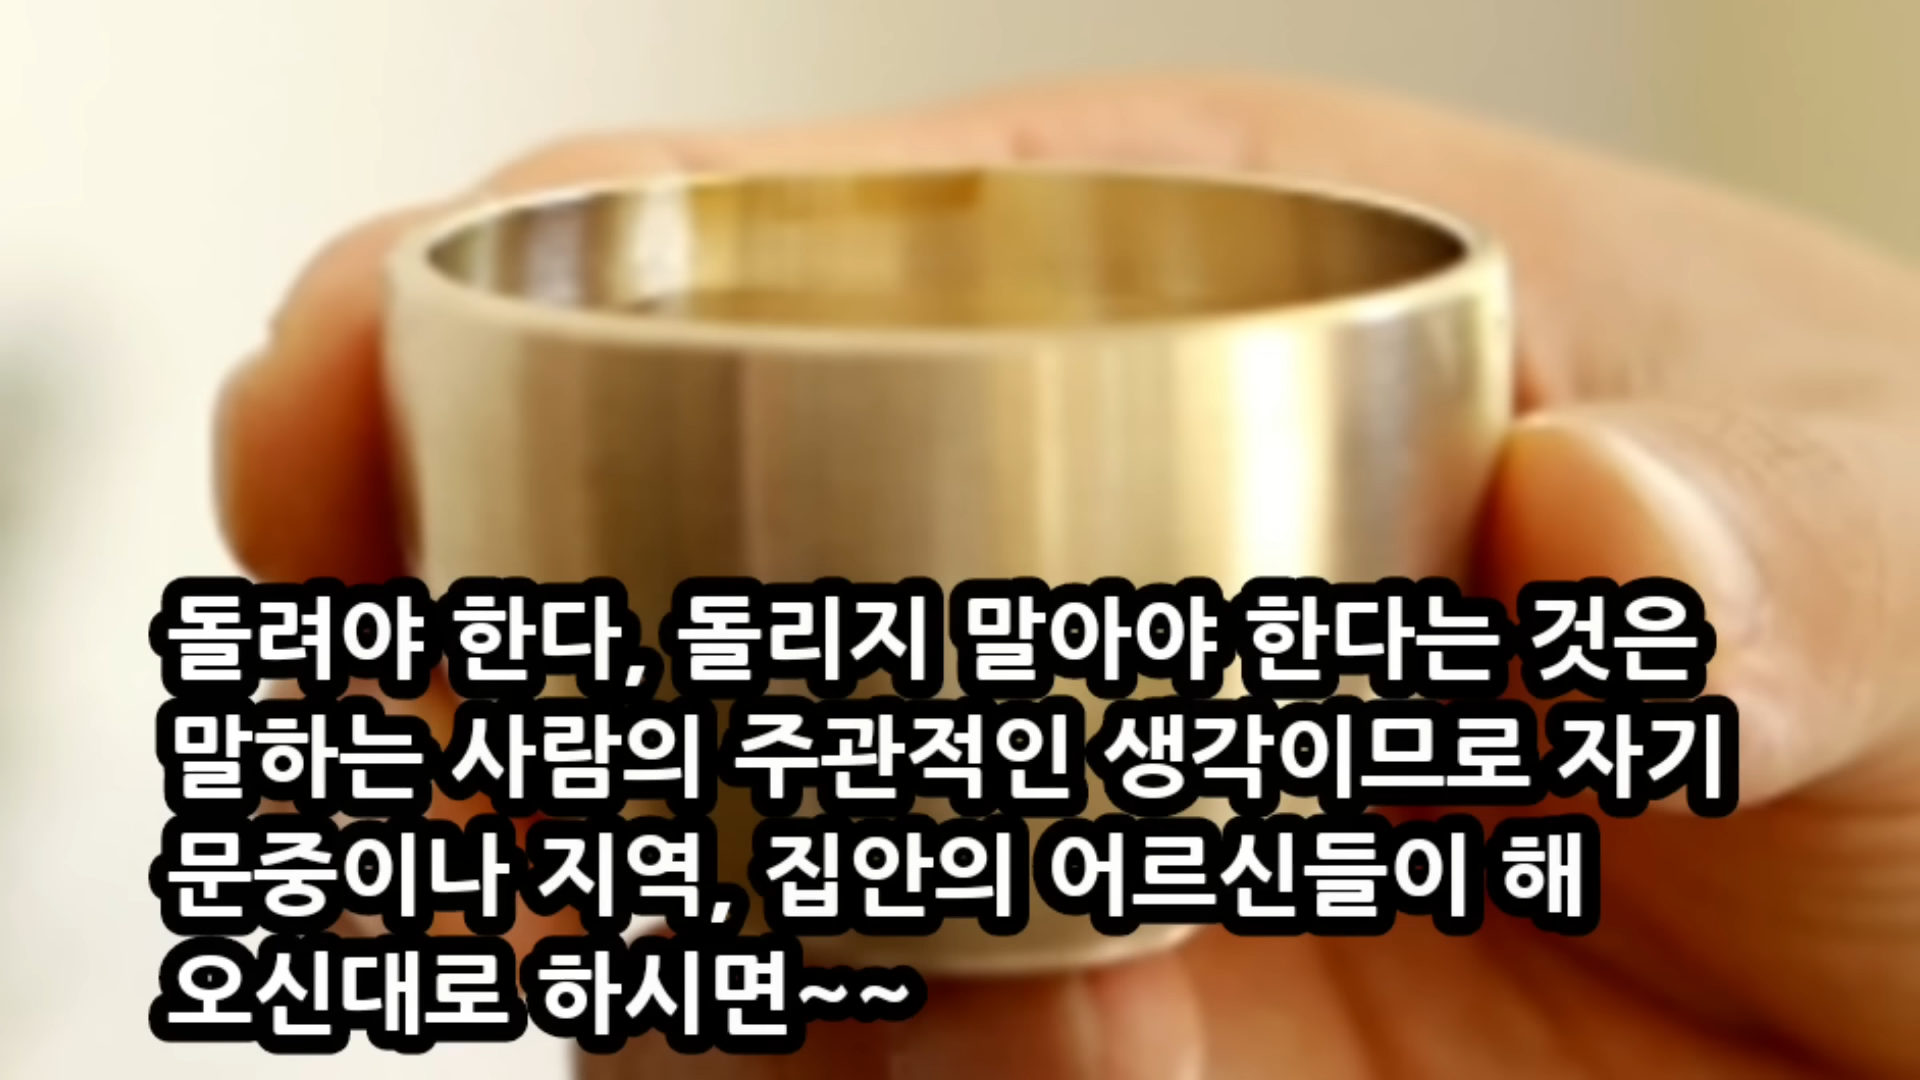 돌려야 한다, 돌리지 말아야 한다는 것은
말하는 사람의 주관적인 생각이므로 자기
문중이나 지역, 집안의 어르신들이 해
오신대로 하시면~~